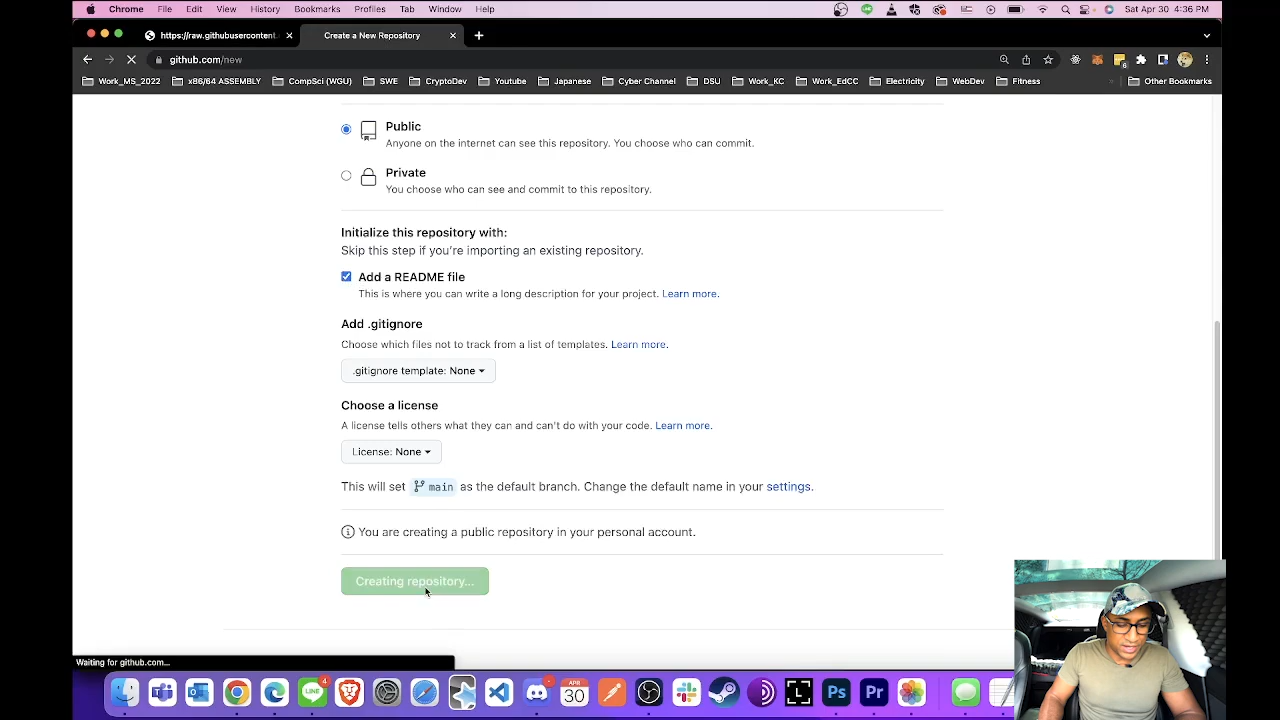 Chrome File Edit View History Bookmarks Profiles Tab Window Help Sat Apr 30 4:36 PM
https://raw.githubusercontent. Create a New Repository
github.com/new
Work_MS_2022 x86/64 ASSEMBLY CompSci (WGU) SWE CryptoDev Youtube Japanese Cyber Channel DSU Work_KC Work_EdCC Electricity WebDev Fitness Other Bookmarks
Public
Anyone on the internet can see this repository. You choose who can commit.
Private
You choose who can see and commit to this repository.
Initialize this repository with:
Skip this step if you're importing an existing repository.
Add a README file
This is where you can write a long description for your project. Learn more.
Add .gitignore
Choose which files not to track from a list of templates. Learn more.
.gitignore template: None
Choose a license
A license tells others what they can and can't do with your code. Learn more.
License: None
This will set main as the default branch. Change the default name in your settings.
You are creating a public repository in your personal account.
Creating repository...
Waiting for github.com...
LINE 4 APR 30 L Ps Pr